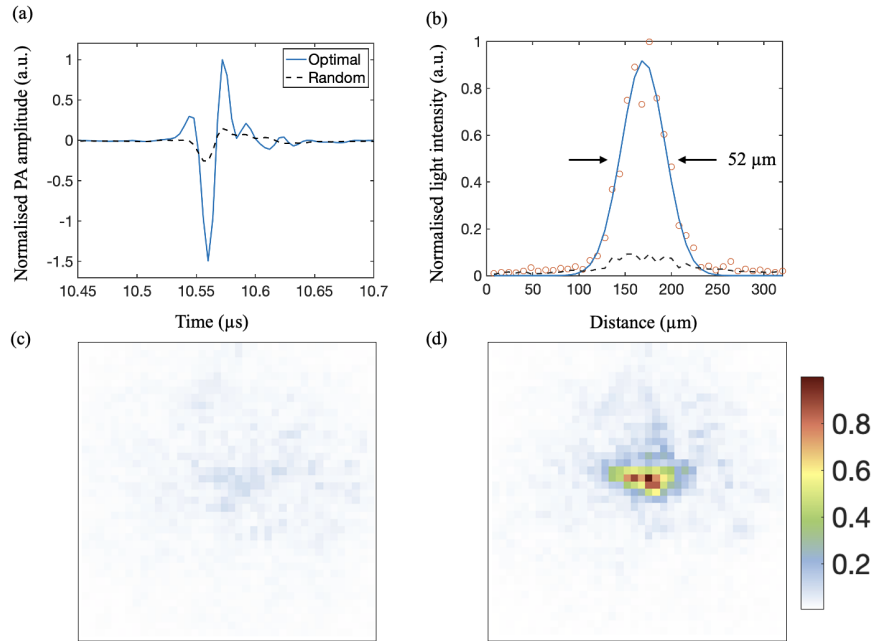 (a)
Normalised PA amplitude (a.u.)
1
0.5
0
-0.5
-1
-1.5
10.45
10.5
10.55
10.6
10.65
10.7
Time (µs)
Optimal
Random
(b)
Normalised light intensity (a.u.)
1
0.8
0.6
0.4
0.2
0
0
50
100
150
200
250
300
Distance (µm)
52 µm
(c)
(d)
0.8
0.6
0.4
0.2